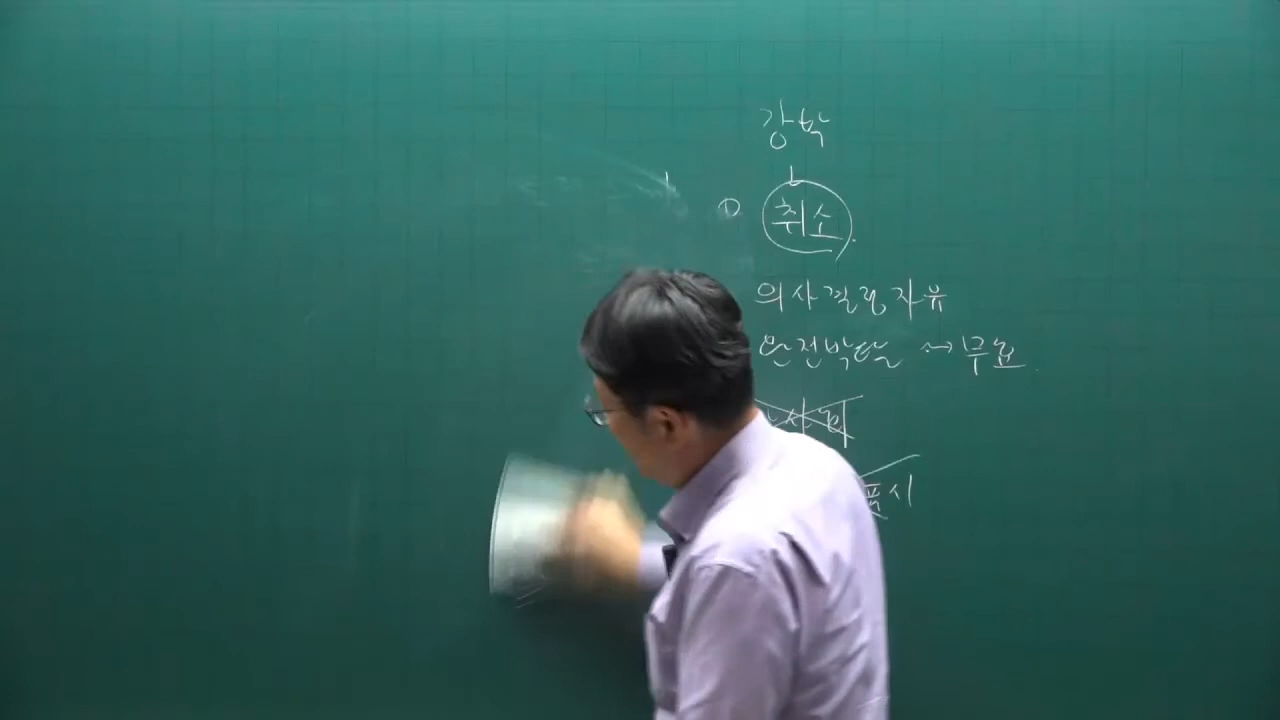 강박
취소
의사결정자유
완전박탈 → 무효
표시